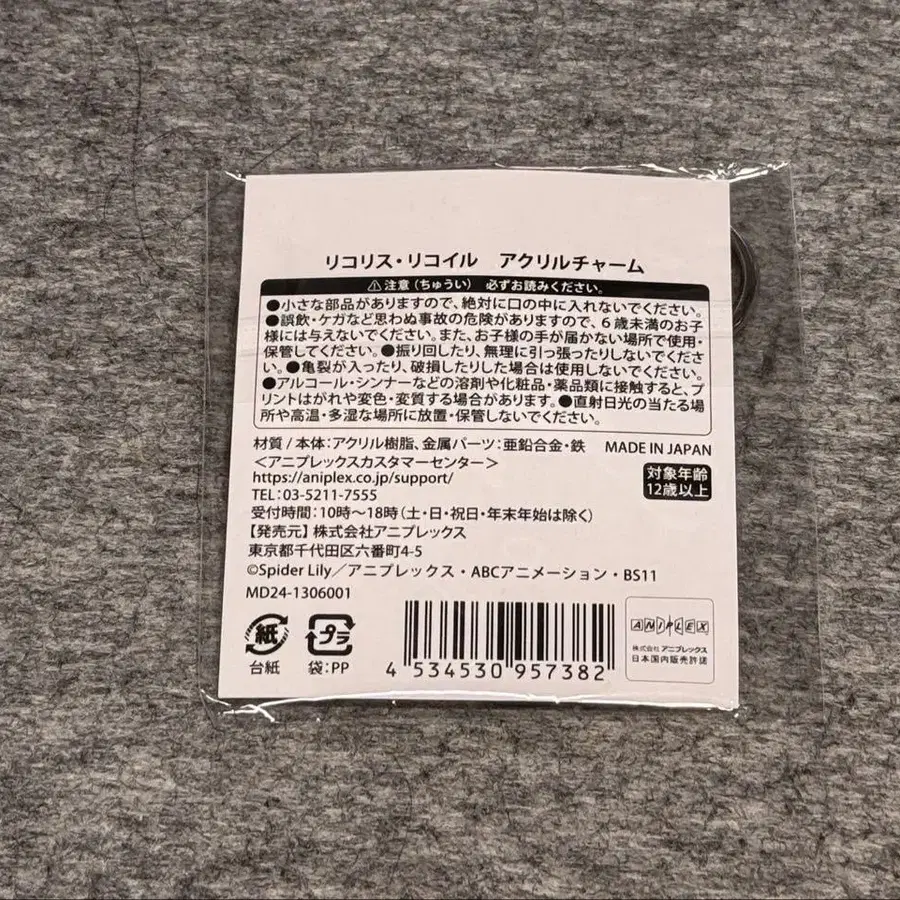 リコリス・リコイル　アクリルチャーム
⚠注意（ちゅうい） 必ずお読みください。
●小さな部品がありますので、絶対に口の中に入れないでください。
●誤飲・ケガなど思わぬ事故の危険がありますので、6歳未満のお子
様には与えないでください。また、お子様の手が届かない場所で使用・
保管してください。●振り回したり、無理に引っ張ったりしないでくださ
い。●亀裂が入ったり、破損したりした場合は使用しないでください。
●アルコール・シンナーなどの溶剤や化粧品・薬品類に接触すると、プ
リントはがれや変色・変質する場合があります。●直射日光の当たる場
所や高温・多湿な場所に放置・保管しないでください。
材質 / 本体：アクリル樹脂、金属パーツ：亜鉛合金・鉄 MADE IN JAPAN
＜アニプレックスカスタマーセンター＞
https://aniplex.co.jp/support/
TEL：03-5211-7555
対象年齢
12歳以上
受付時間：10時～18時（土・日・祝日・年末年始は除く）
【発売元】株式会社アニプレックス
東京都千代田区六番町4-5
©Spider Lily／アニプレックス・ABCアニメーション・BS11
MD24-1306001
紙
台紙
プラ
袋：PP
4 534530 957382
ANIPLEX
株式会社アニプレックス
日本国内販売許諾